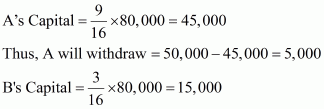 A's Capital = 9/16 ×80,000 = 45,000
Thus, A will withdraw = 50,000 − 45,000 = 5,000
B's Capital = 3/16 ×80,000 = 15,000